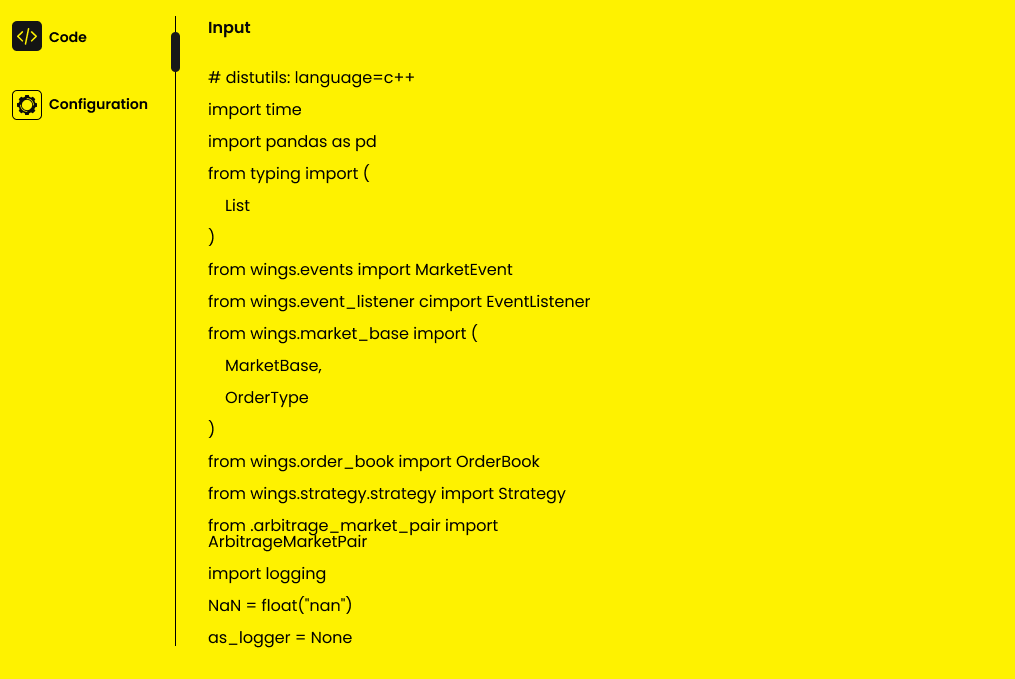 Code
Configuration
Input
# distutils: language=c++
import time
import pandas as pd
from typing import (
    List
)
from wings.events import MarketEvent
from wings.event_listener cimport EventListener
from wings.market_base import (
    MarketBase,
    OrderType
)
from wings.order_book import OrderBook
from wings.strategy.strategy import Strategy
from .arbitrage_market_pair import
ArbitrageMarketPair
import logging
NaN = float("nan")
as_logger = None